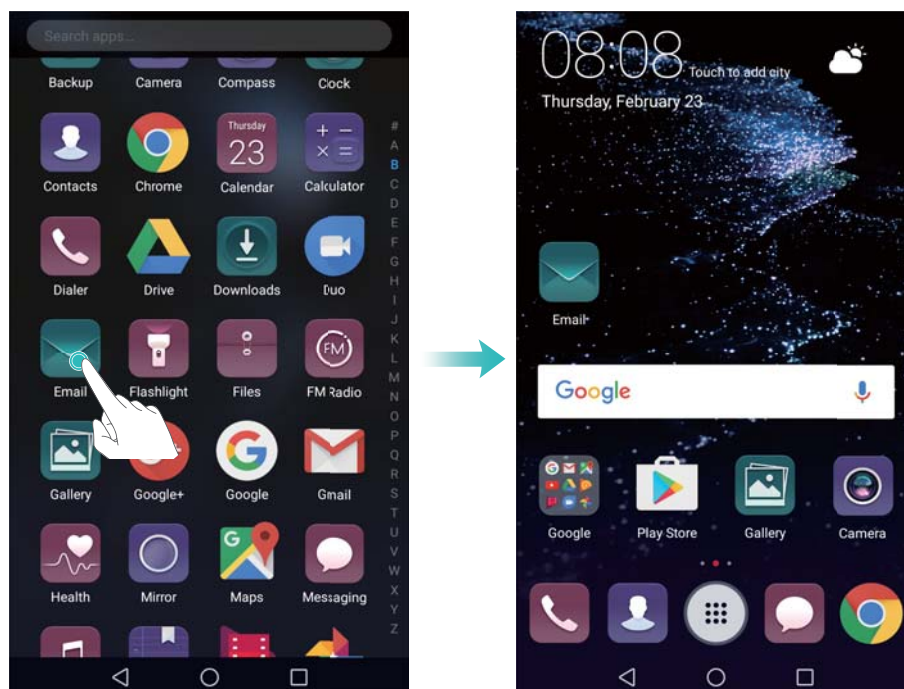 Search apps...
Backup Camera Compass Clock
Thursday
23
+ −
× =
Contacts Chrome Calendar Calculator
Dialer Drive Downloads Duo
FM
Email Flashlight Files FM Radio
Gallery Google+ Google Gmail
G
Health Mirror Maps Messaging
#
A
B
C
D
E
F
G
H
I
J
K
L
M
N
O
P
Q
R
S
T
U
V
W
X
Y
Z
08:08 Touch to add city
Thursday, February 23
Email
Google
Google Play Store Gallery Camera